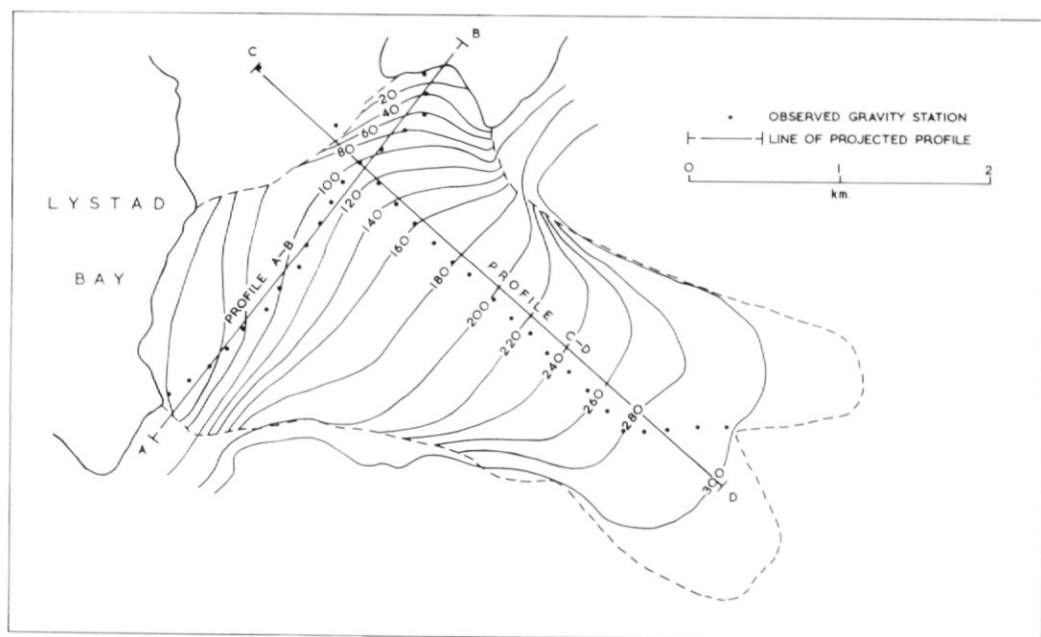 B
C
20
40
60
80
100
120
140
160
180
200
220
240
260
280
300
OBSERVED GRAVITY STATION
LINE OF PROJECTED PROFILE
0 1 2
km.
LYSTAD
BAY
PROFILE A-B
PROFILE C-D
A
D